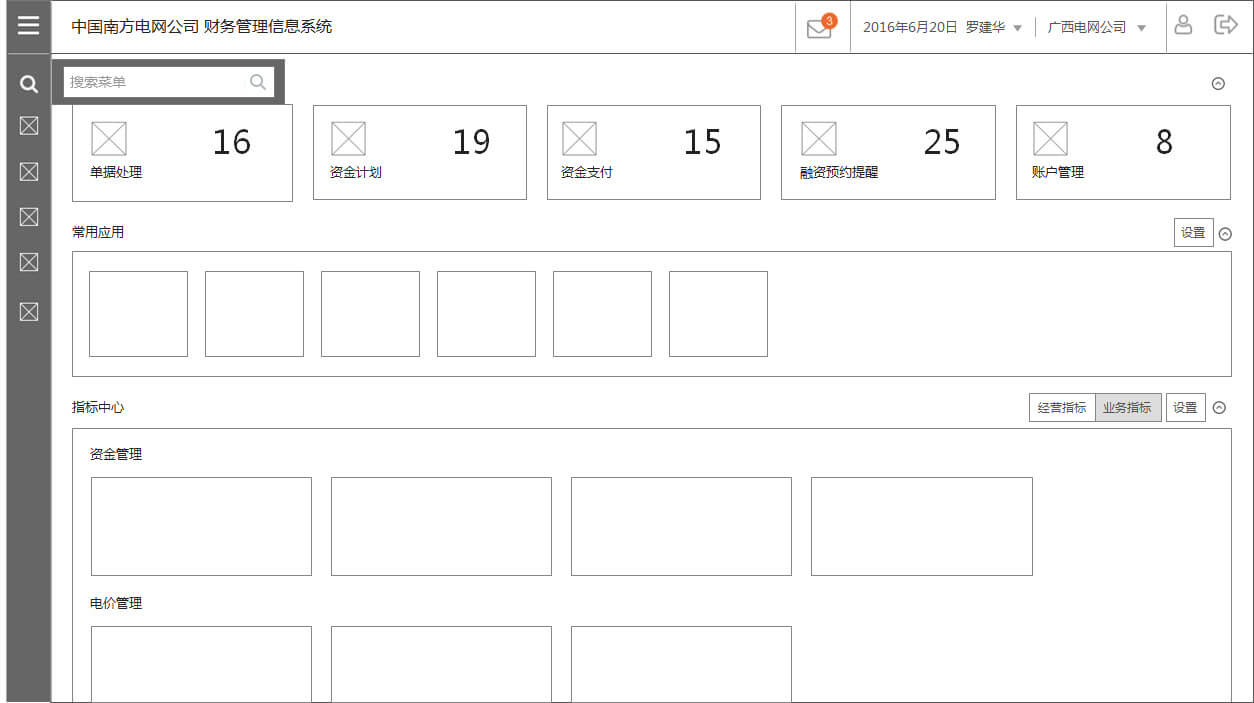 中国南方电网公司 财务管理信息系统
3
2016年6月20日 罗建华
广西电网公司
搜索菜单
16
单据处理
19
资金计划
15
资金支付
25
融资预约提醒
8
账户管理
常用应用
设置
指标中心
经营指标
业务指标
设置
资金管理
电价管理